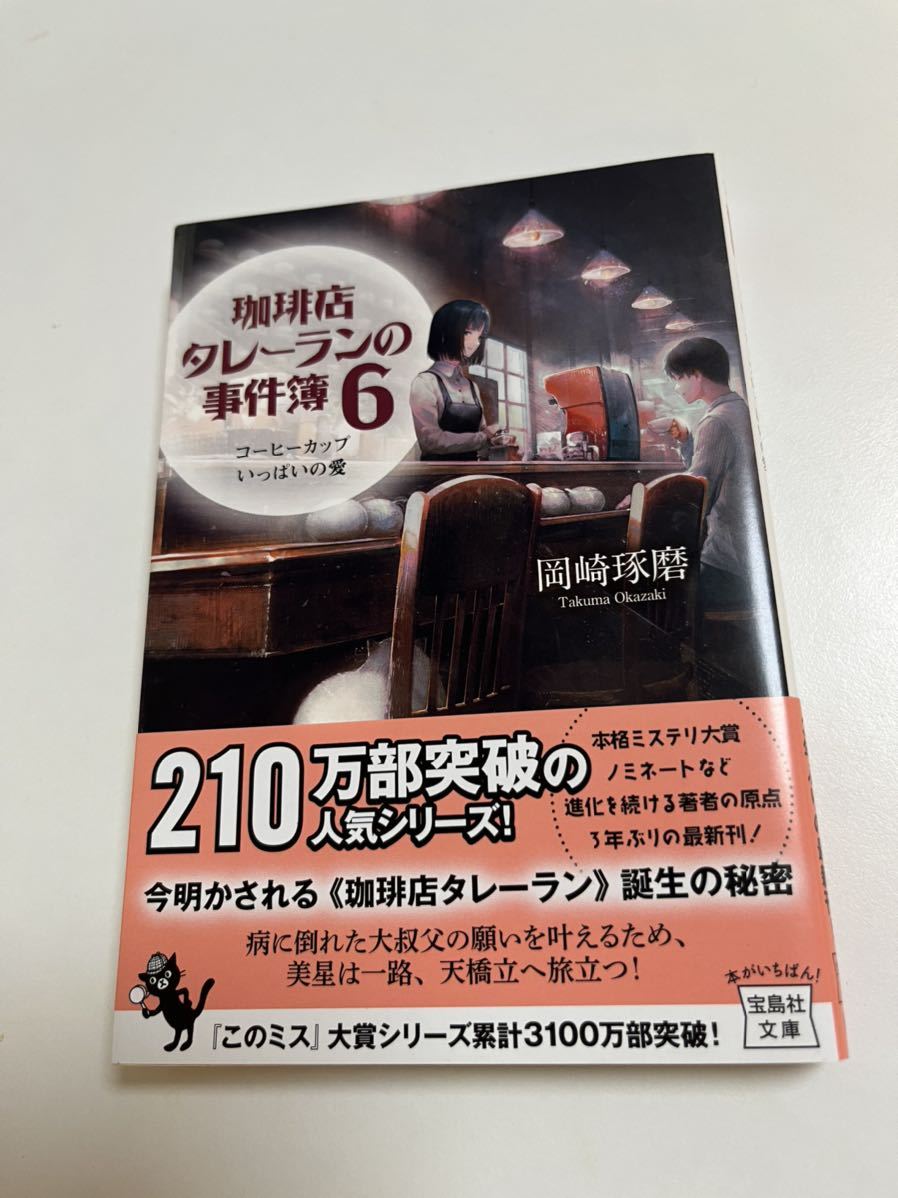 珈琲店
タレーランの
事件簿 6
コーヒーカップ
いっぱいの愛
岡崎琢磨
Takuma Okazaki
210万部突破の
人気シリーズ!
本格ミステリ大賞
ノミネートなど
進化を続ける著者の原点
3年ぶりの最新刊!
今明かされる《珈琲店タレーラン》誕生の秘密
病に倒れた大叔父の願いを叶えるため、
美星は一路、天橋立へ旅立つ!
本がいちばん!
宝島社
文庫
『このミス』大賞シリーズ累計3100万部突破!